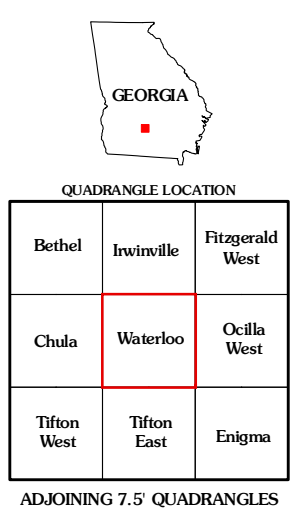 GEORGIA
QUADRANGLE LOCATION
Bethel
Irwinville
Fitzgerald
West
Chula
Waterloo
Ocilla
West
Tifton
West
Tifton
East
Enigma
ADJOINING 7.5' QUADRANGLES